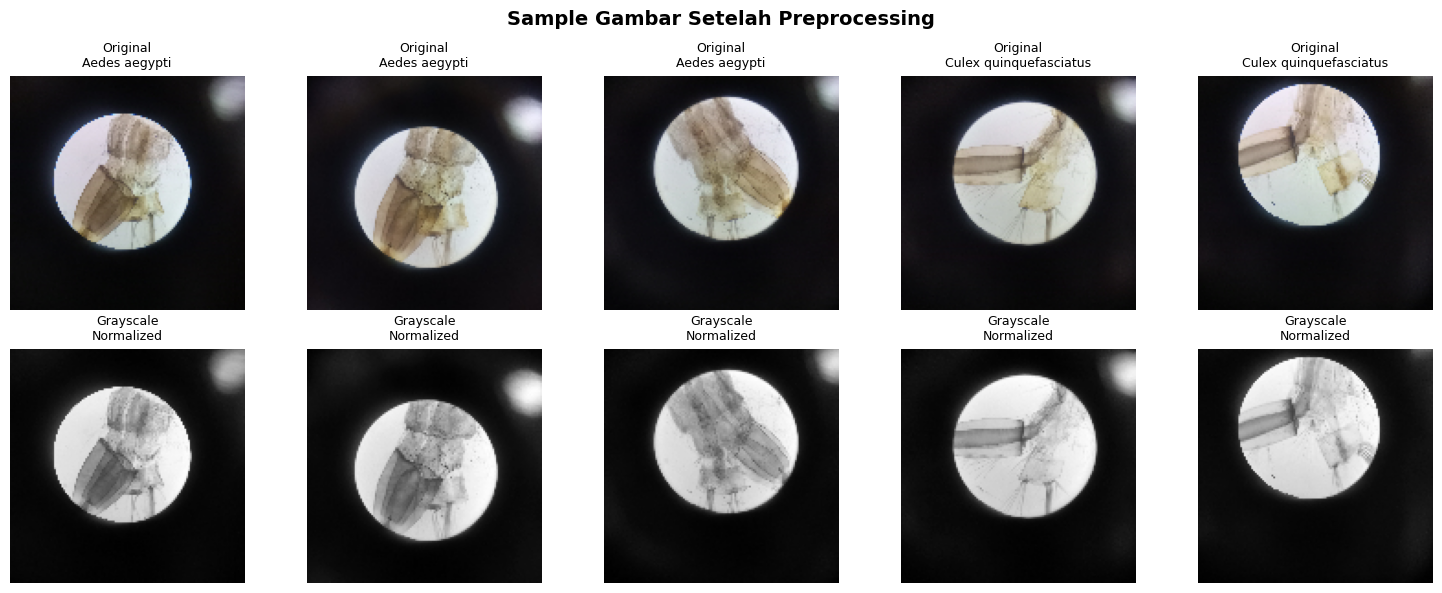 Sample Gambar Setelah Preprocessing
Original
Aedes aegypti
Original
Aedes aegypti
Original
Aedes aegypti
Original
Culex quinquefasciatus
Original
Culex quinquefasciatus
Grayscale
Normalized
Grayscale
Normalized
Grayscale
Normalized
Grayscale
Normalized
Grayscale
Normalized